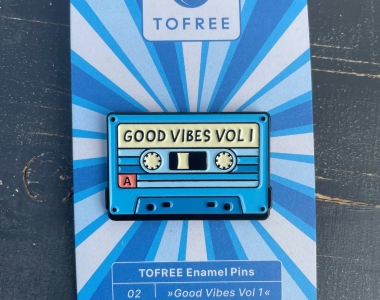 TOFREE
GOOD VIBES VOL 1
A
TOFREE Enamel Pins
02 »Good Vibes Vol 1«